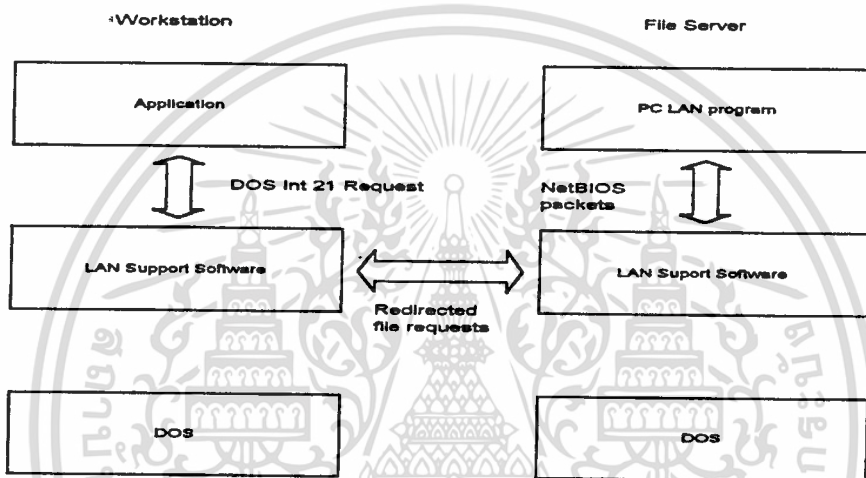 Workstation
File Server
Application
PC LAN program
DOS Int 21 Request
NetBIOS
packets
LAN Support Software
LAN Suport Software
Redirected
file requests
DOS
DOS